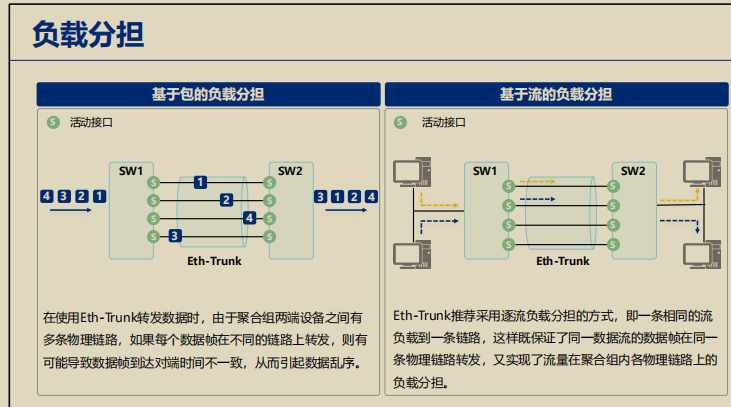 负载分担
基于包的负载分担
S 活动接口
SW1
SW2
4 3 2 1
S 1 S
S 2 S
S 4 S
S 3 S
3 1 2 4
Eth-Trunk
在使用Eth-Trunk转发数据时，由于聚合组两端设备之间有
多条物理链路，如果每个数据帧在不同的链路上转发，则有
可能导致数据帧到达对端时间不一致，从而引起数据乱序。
基于流的负载分担
S 活动接口
SW1
SW2
S S
S S
S S
S S
Eth-Trunk
Eth-Trunk推荐采用逐流负载分担的方式，即一条相同的流
负载到一条链路，这样既保证了同一数据流的数据帧在同一
条物理链路转发，又实现了流量在聚合组内各物理链路上的
负载分担。